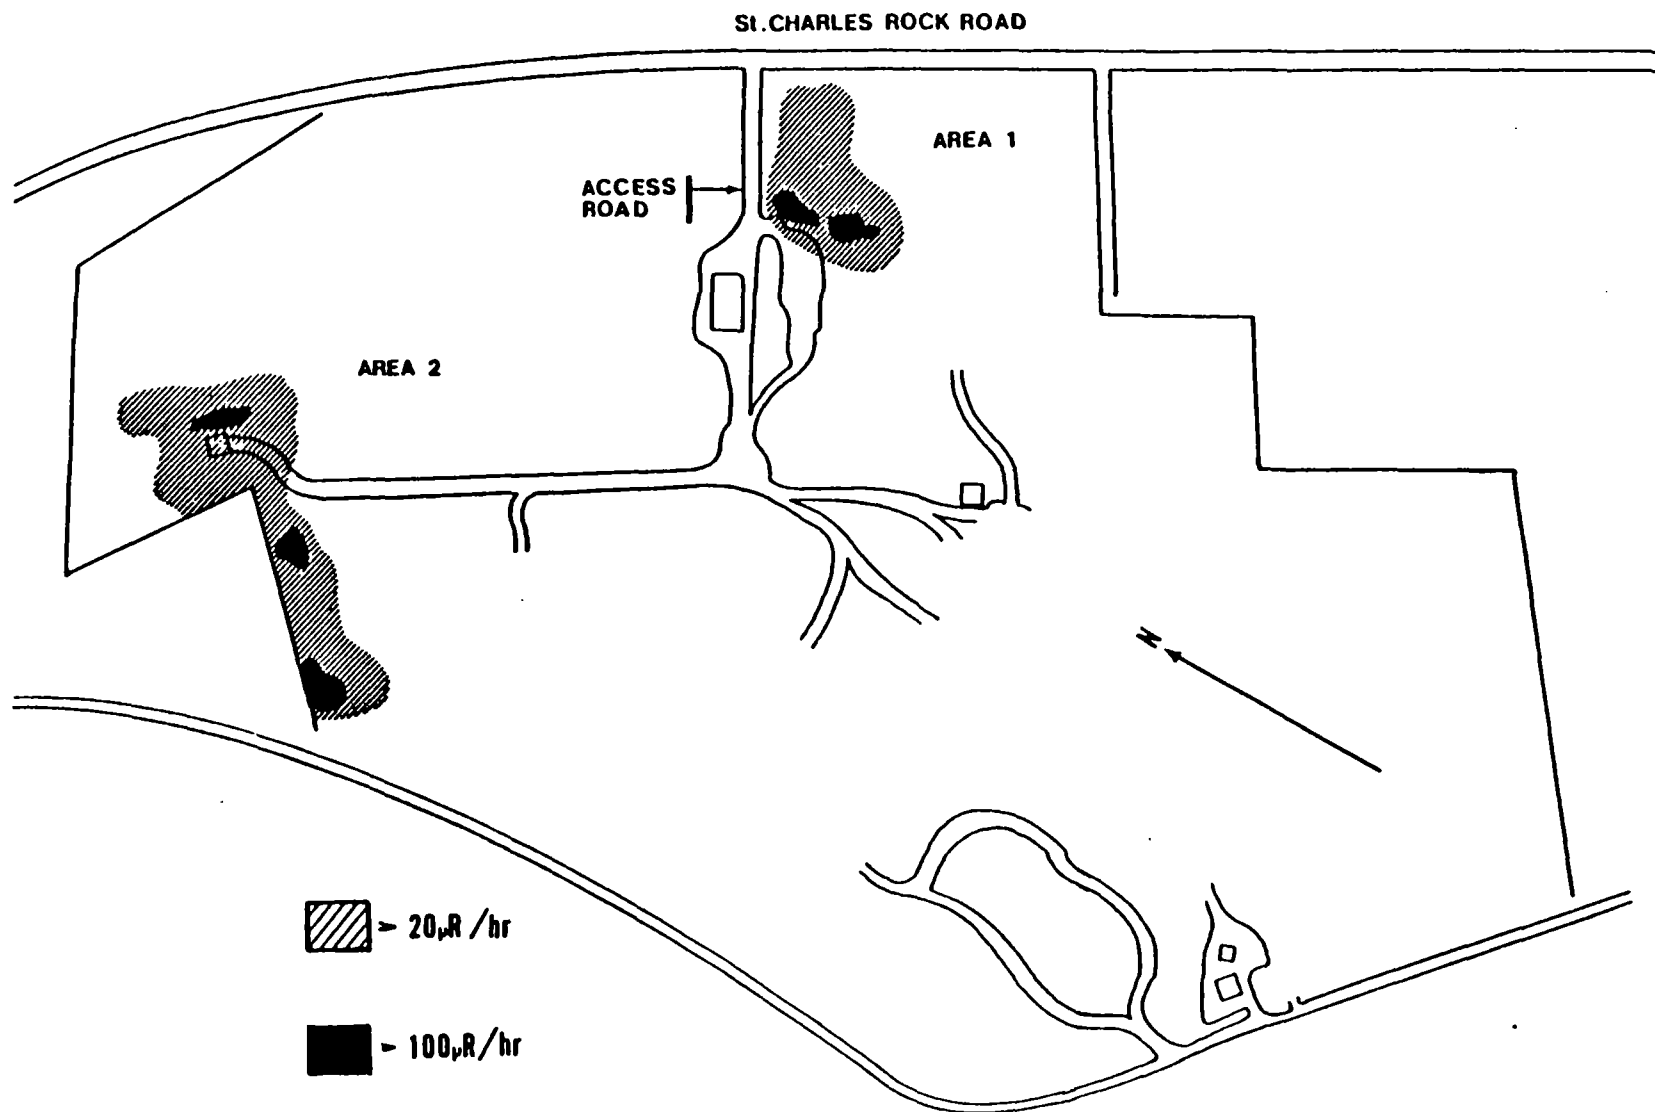 St.CHARLES ROCK ROAD
AREA 1
ACCESS
ROAD
AREA 2
N
> 20µR/hr
> 100µR/hr